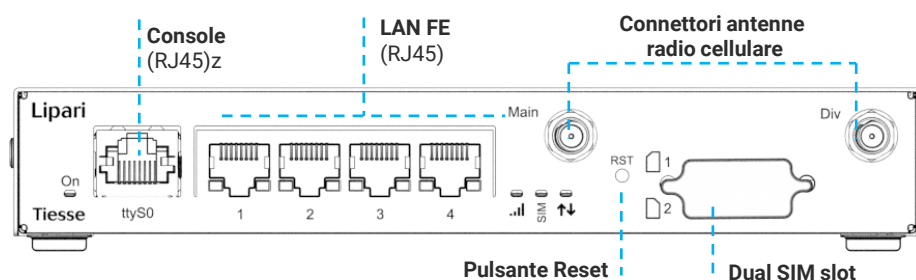 Console
(RJ45)z
LAN FE
(RJ45)
Connettori antenne
radio cellulare
Lipari
Main
Div
RST
1
2
On
Tiesse
ttyS0
1
2
3
4
SIM
Pulsante Reset
Dual SIM slot